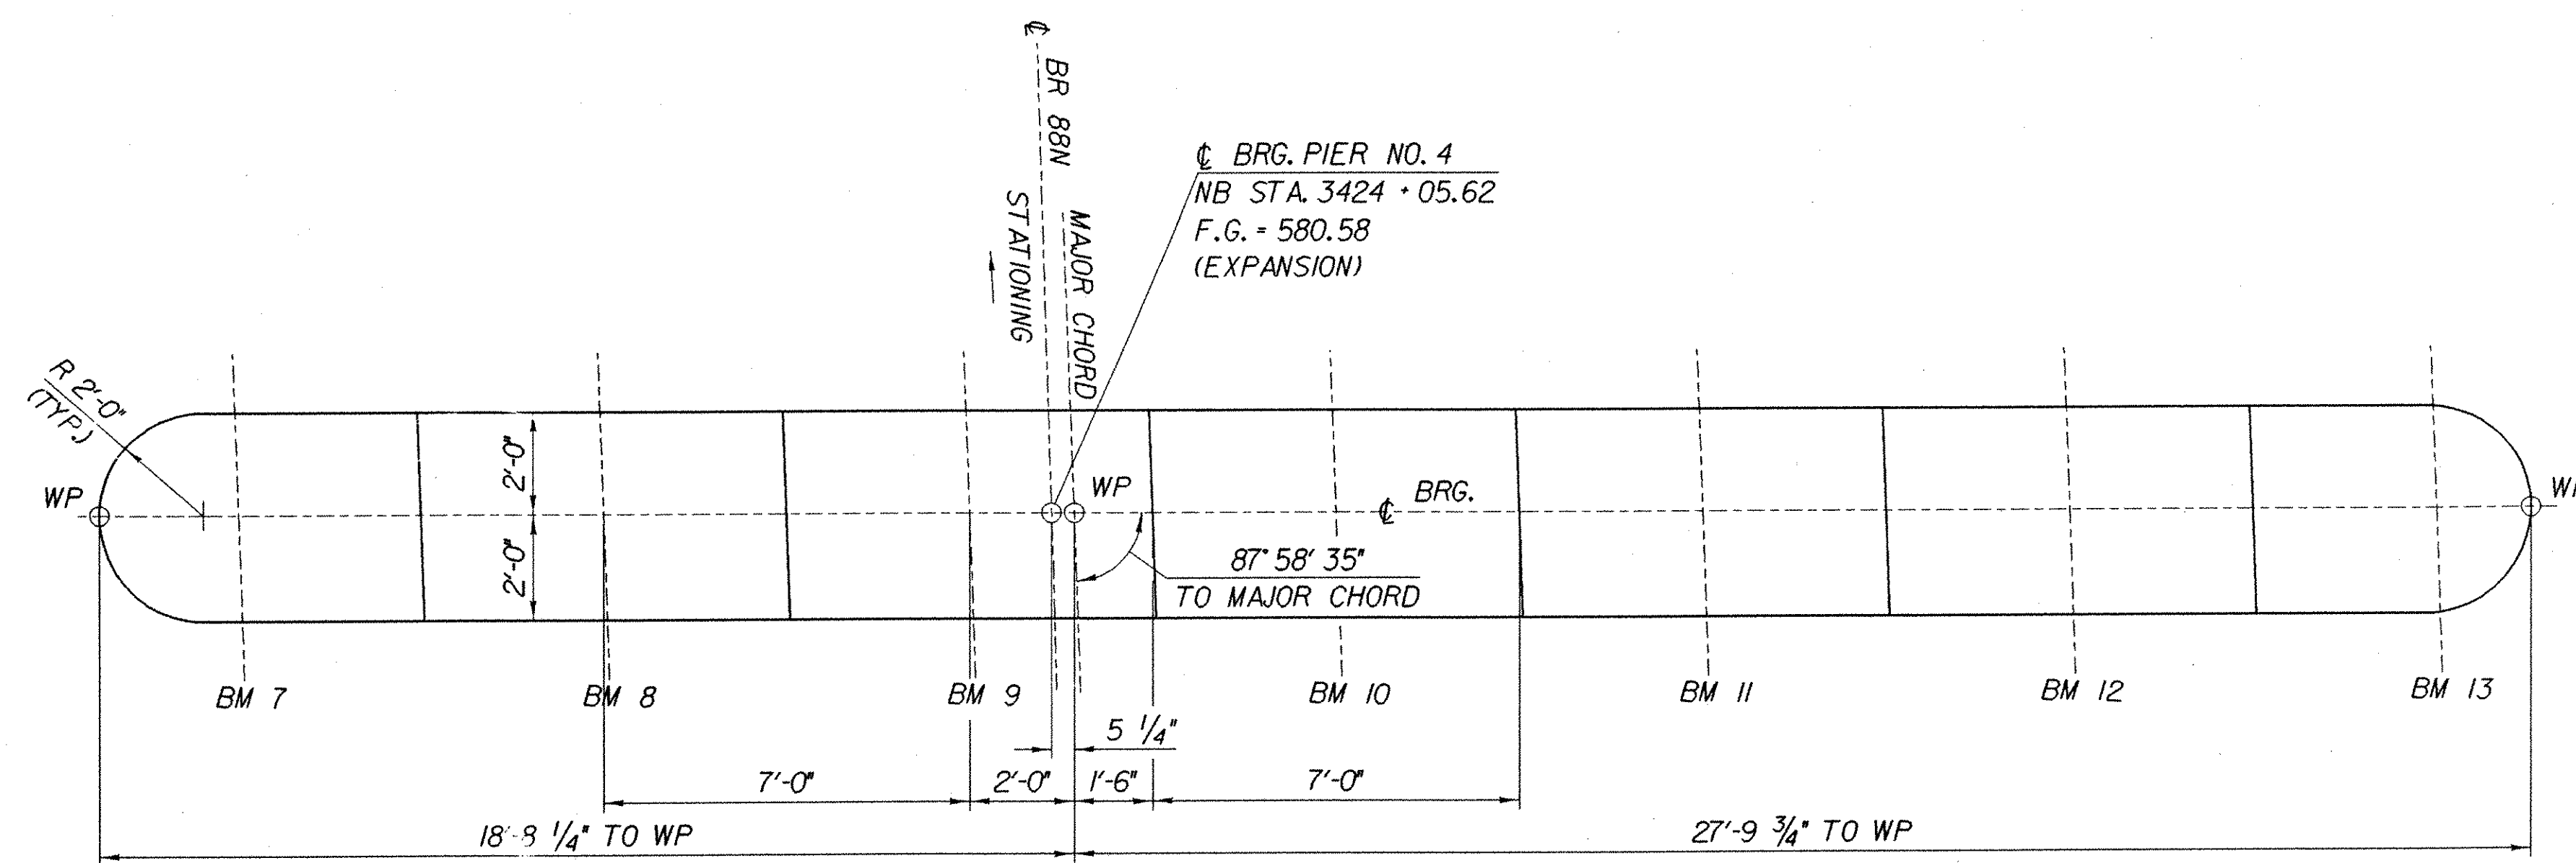 ℄ BR 88N
MAJOR CHORD
STATIONING
℄ BRG. PIER NO. 4
NB STA. 3424 + 05.62
F.G. = 580.58
(EXPANSION)
R 2'-0"
(TYP.)
2'-0"
2'-0"
WP
WP
℄ BRG.
87° 58' 35"
TO MAJOR CHORD
BM 7
BM 8
BM 9
BM 10
BM 11
BM 12
BM 13
5 1/4"
7'-0"
2'-0"
1'-6"
7'-0"
18'-8 1/4" TO WP
27'-9 3/4" TO WP